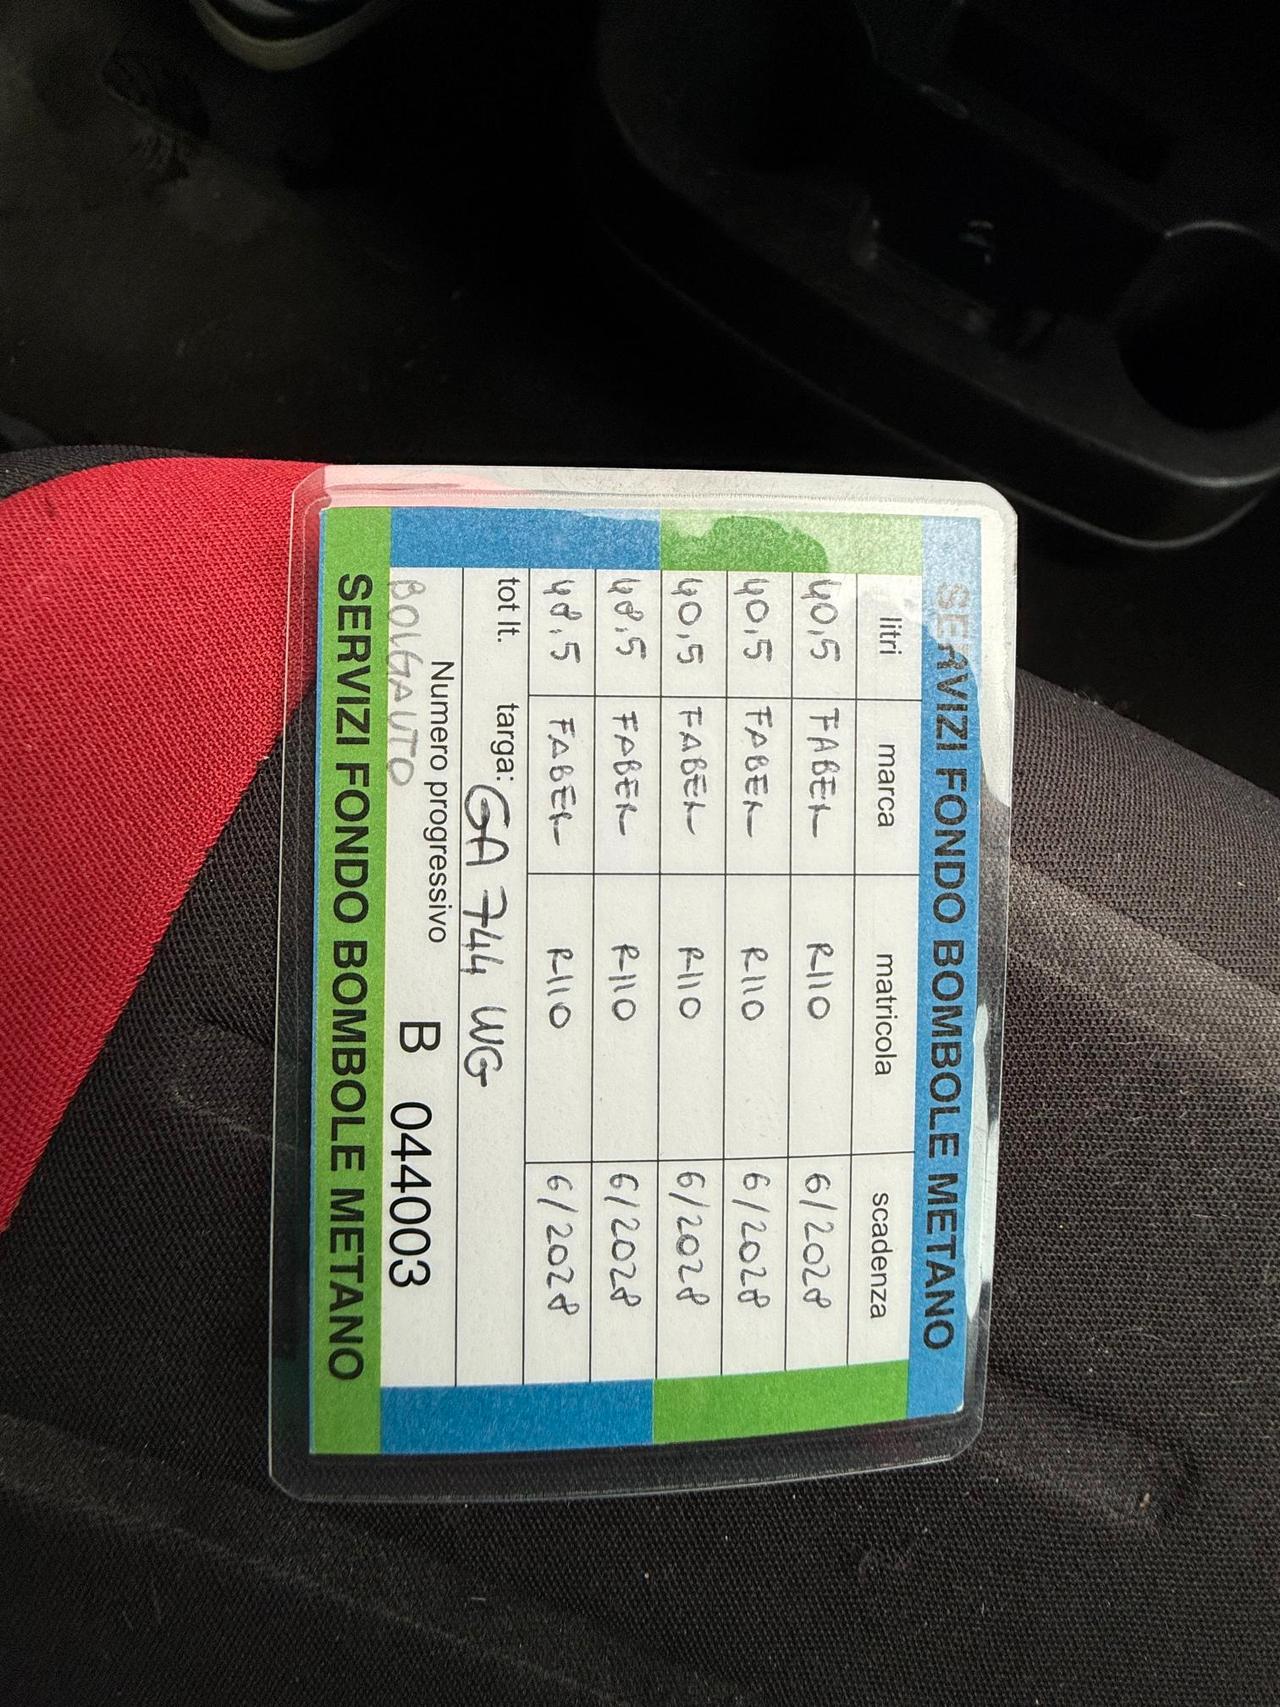 SERVIZI FONDO BOMBOLE METANO
litri marca matricola scadenza
40,5 FABER R110 6/2028
40,5 FABER R110 6/2028
40,5 FABER R110 6/2028
48,5 FABER R110 6/2028
48,5 FABER R110 6/2028
tot lt. targa: GA 744 WG
Numero progressivo B 044003
BOLGAUTO
SERVIZI FONDO BOMBOLE METANO